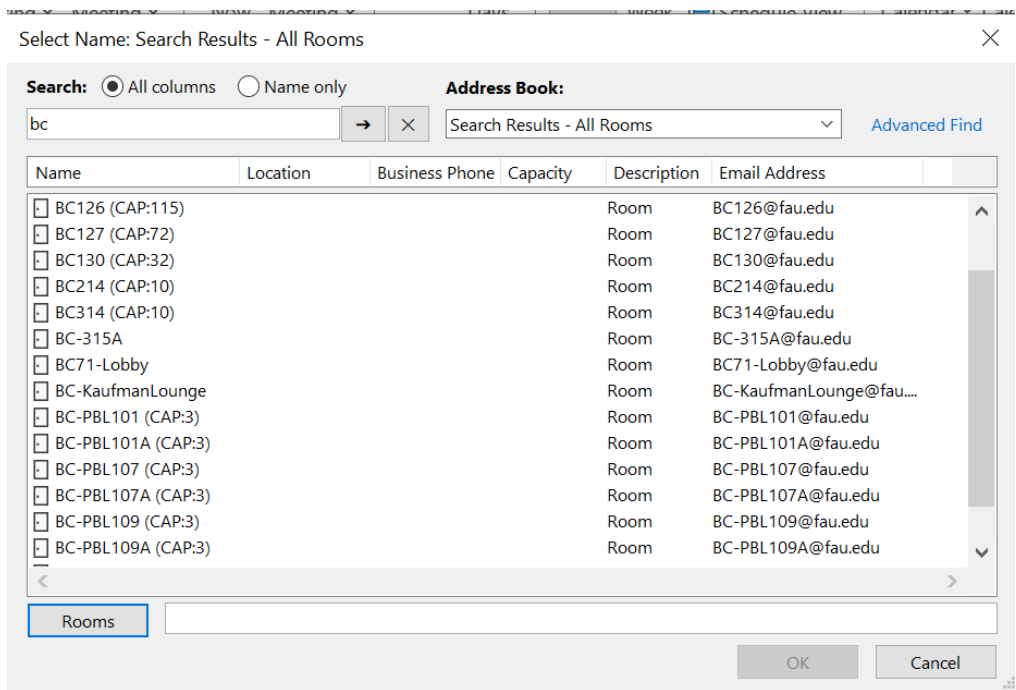 Now Meeting Days Week Schedule View Calendar
Select Name: Search Results - All Rooms
Search: All columns Name only Address Book:
bc Search Results - All Rooms Advanced Find
Name Location Business Phone Capacity Description Email Address
BC126 (CAP:115) Room BC126@fau.edu
BC127 (CAP:72) Room BC127@fau.edu
BC130 (CAP:32) Room BC130@fau.edu
BC214 (CAP:10) Room BC214@fau.edu
BC314 (CAP:10) Room BC314@fau.edu
BC-315A Room BC-315A@fau.edu
BC71-Lobby Room BC71-Lobby@fau.edu
BC-KaufmanLounge Room BC-KaufmanLounge@fau....
BC-PBL101 (CAP:3) Room BC-PBL101@fau.edu
BC-PBL101A (CAP:3) Room BC-PBL101A@fau.edu
BC-PBL107 (CAP:3) Room BC-PBL107@fau.edu
BC-PBL107A (CAP:3) Room BC-PBL107A@fau.edu
BC-PBL109 (CAP:3) Room BC-PBL109@fau.edu
BC-PBL109A (CAP:3) Room BC-PBL109A@fau.edu
Rooms
OK Cancel